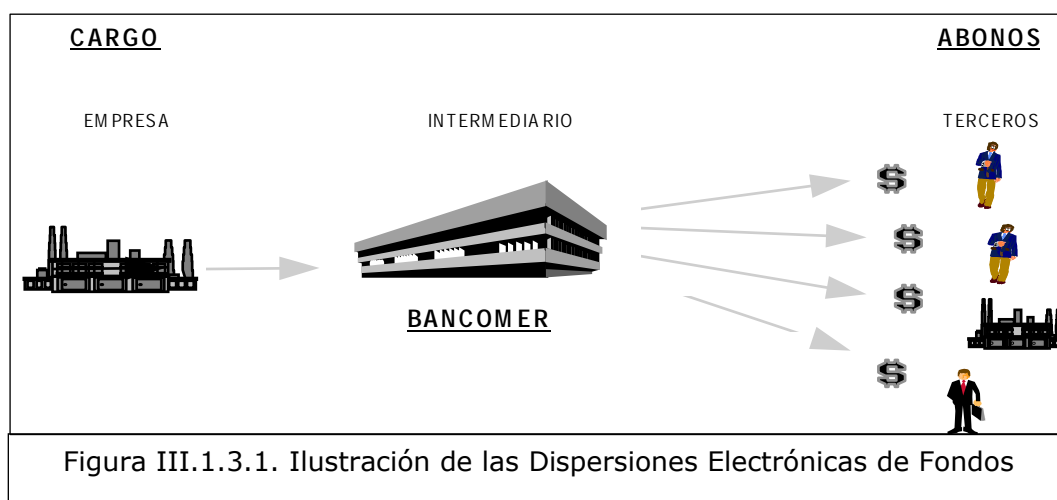 CARGO ABONOS
EMPRESA INTERMEDIARIO TERCEROS
$
$
$
$
BANCOMER
Figura III.1.3.1. Ilustración de las Dispersiones Electrónicas de Fondos